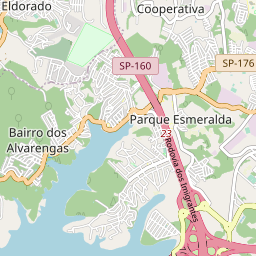 Eldorado
Cooperativa
SP-160
SP-176
Parque Esmeralda
23
Bairro dos
Alvarengas
Rodovia dos Imigrantes